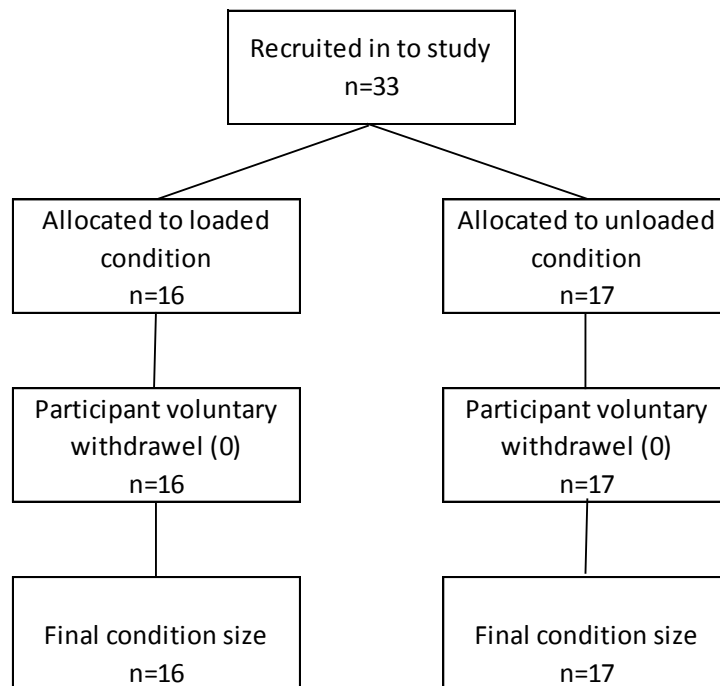 Recruited in to study
n=33
Allocated to loaded
condition
n=16
Allocated to unloaded
condition
n=17
Participant voluntary
withdrawel (0)
n=16
Participant voluntary
withdrawel (0)
n=17
Final condition size
n=16
Final condition size
n=17